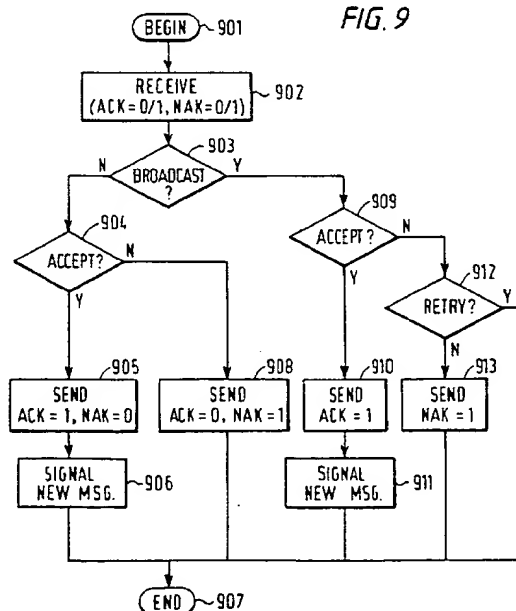 FIG. 9
BEGIN 901
RECEIVE
(ACK=0/1, NAK=0/1)
902
903
N BROADCAST Y
?
904
ACCEPT?
N
Y
909
ACCEPT? N
Y
912
RETRY? Y
N
905
SEND
ACK = 1, NAK = 0
908
SEND
ACK = 0, NAK = 1
910
SEND
ACK = 1
913
SEND
NAK = 1
SIGNAL
NEW MSG.
906
SIGNAL
NEW MSG.
911
END 907